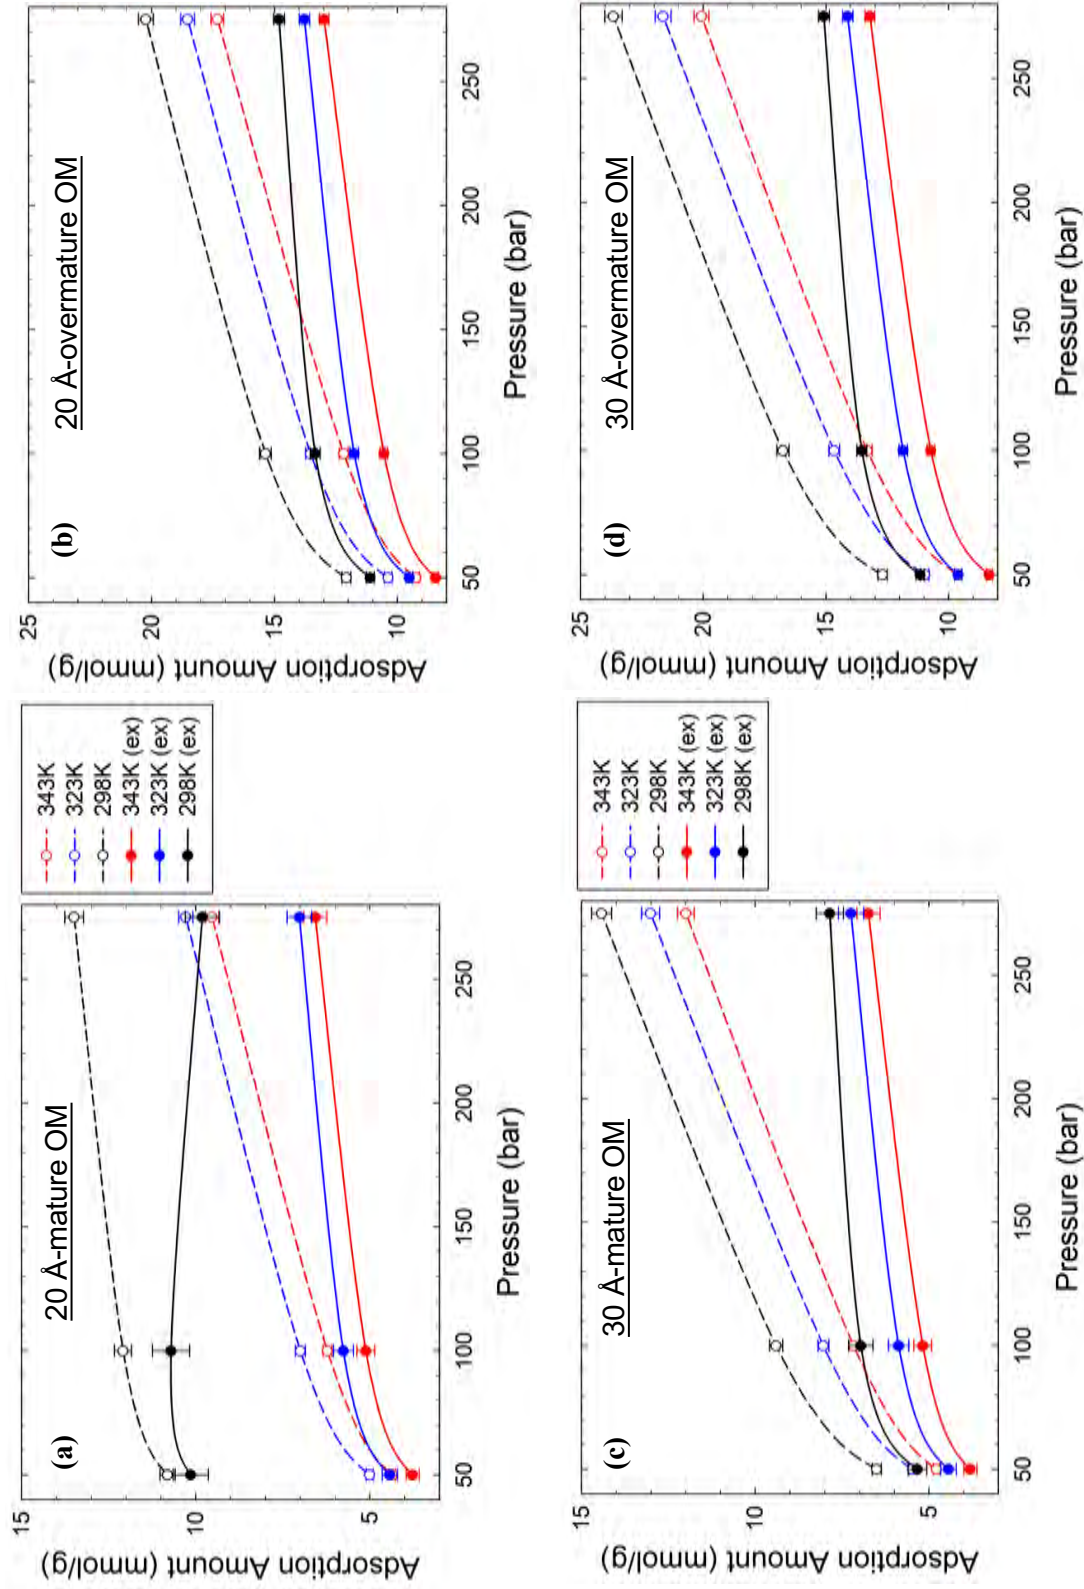 (a)
20 Å-mature OM
15
10
5
50
100
150
200
250
Adsorption Amount (mmol/g)
Pressure (bar)
343K
323K
298K
343K (ex)
323K (ex)
298K (ex)
(b)
20 Å-overmature OM
25
20
15
10
50
100
150
200
250
Adsorption Amount (mmol/g)
Pressure (bar)
(c)
30 Å-mature OM
15
10
5
50
100
150
200
250
Adsorption Amount (mmol/g)
Pressure (bar)
343K
323K
298K
343K (ex)
323K (ex)
298K (ex)
(d)
30 Å-overmature OM
25
20
15
10
50
100
150
200
250
Adsorption Amount (mmol/g)
Pressure (bar)